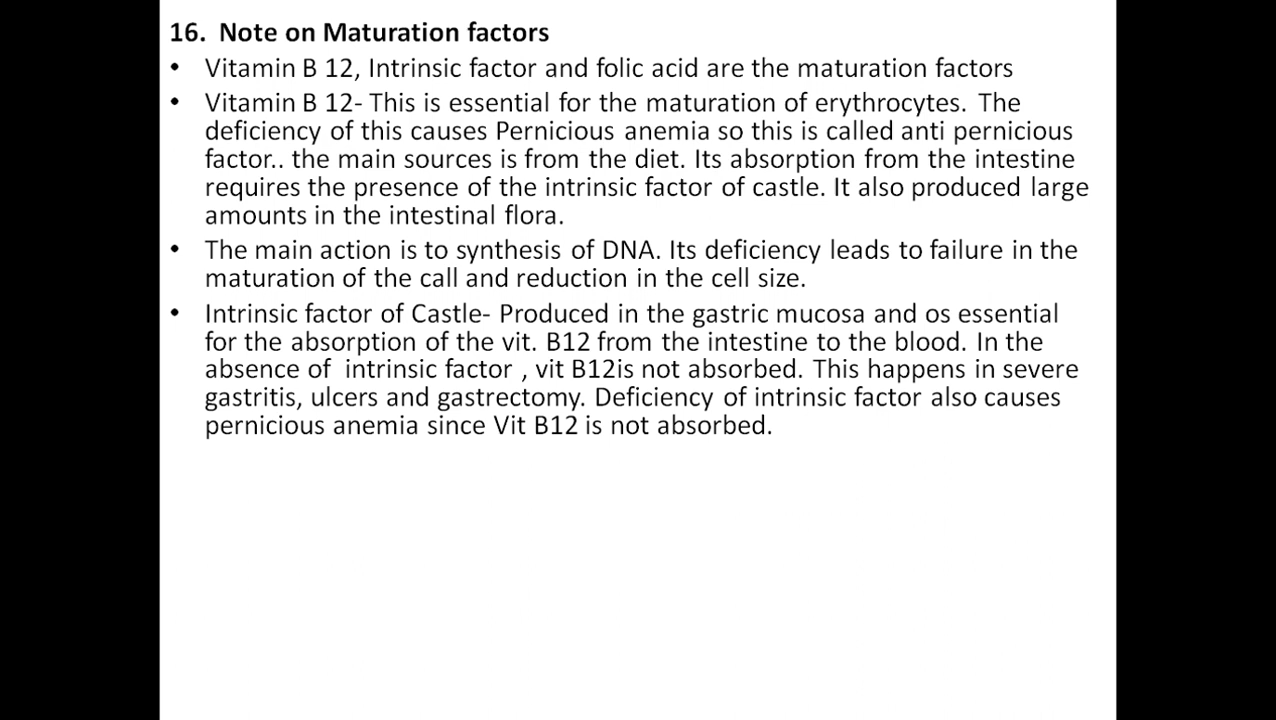 16. Note on Maturation factors
• Vitamin B 12, Intrinsic factor and folic acid are the maturation factors
• Vitamin B 12- This is essential for the maturation of erythrocytes. The
deficiency of this causes Pernicious anemia so this is called anti pernicious
factor.. the main sources is from the diet. Its absorption from the intestine
requires the presence of the intrinsic factor of castle. It also produced large
amounts in the intestinal flora.
• The main action is to synthesis of DNA. Its deficiency leads to failure in the
maturation of the call and reduction in the cell size.
• Intrinsic factor of Castle- Produced in the gastric mucosa and os essential
for the absorption of the vit. B12 from the intestine to the blood. In the
absence of intrinsic factor , vit B12is not absorbed. This happens in severe
gastritis, ulcers and gastrectomy. Deficiency of intrinsic factor also causes
pernicious anemia since Vit B12 is not absorbed.